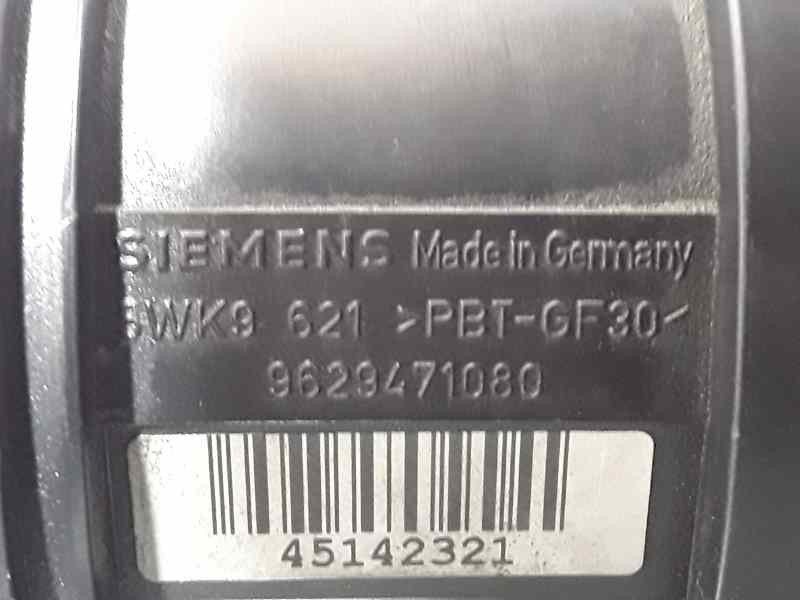 SIEMENS Made in Germany
5WK9 621 >PBT-GF30<
9629471080
45142321